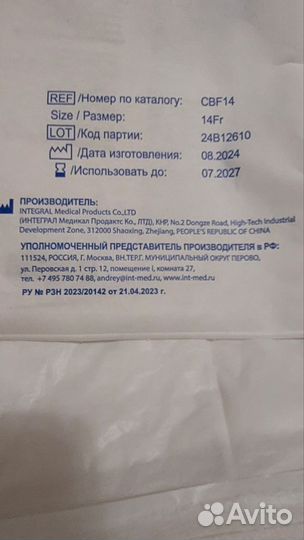 REF /Номер по каталогу: CBF14
Size / Размер: 14Fr
LOT /Код партии: 24B12610
/Дата изготовления: 08.2024
/Использовать до: 07.2027
ПРОИЗВОДИТЕЛЬ:
INTEGRAL Medical Products Co.,LTD
(ИНТЕГРАЛ Медикал Продактс Ко., ЛТД), КНР, No.2 Dongze Road, High-Tech Industrial
Development Zone, 312000 Shaoxing, Zhejiang, PEOPLE'S REPUBLIC OF CHINA
УПОЛНОМОЧЕННЫЙ ПРЕДСТАВИТЕЛЬ ПРОИЗВОДИТЕЛЯ в РФ:
111524, РОССИЯ, Г. Москва, ВН.ТЕР.Г. МУНИЦИПАЛЬНЫЙ ОКРУГ ПЕРОВО,
ул. Перовская д. 1 стр. 12, помещение i, комната 27,
тел. +7 495 780 74 88, andrey@int-med.ru, www.int-med.ru
РУ № РЗН 2023/20142 от 21.04.2023 г.
Avito